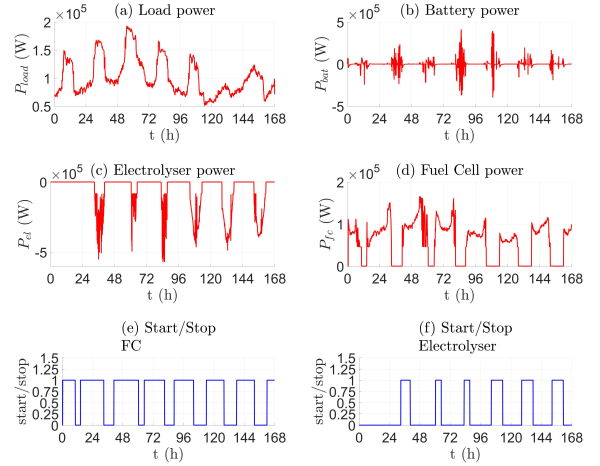 (a) Load power
×10^5
2
1.5
1
0.5
P_load (W)
0 24 48 72 96 120 144 168
t (h)
(b) Battery power
×10^5
5
0
-5
P_bat (W)
0 24 48 72 96 120 144 168
t (h)
(c) Electrolyser power
×10^5
0
-5
P_el (W)
0 24 48 72 96 120 144 168
t (h)
(d) Fuel Cell power
×10^5
2
1
0
P_fc (W)
0 24 48 72 96 120 144 168
t (h)
(e) Start/Stop
FC
1.5
1.25
1
0.75
0.5
0.25
0
start/stop
0 24 48 72 96 120 144 168
t (h)
(f) Start/Stop
Electrolyser
1.5
1.25
1
0.75
0.5
0.25
0
start/stop
0 24 48 72 96 120 144 168
t (h)